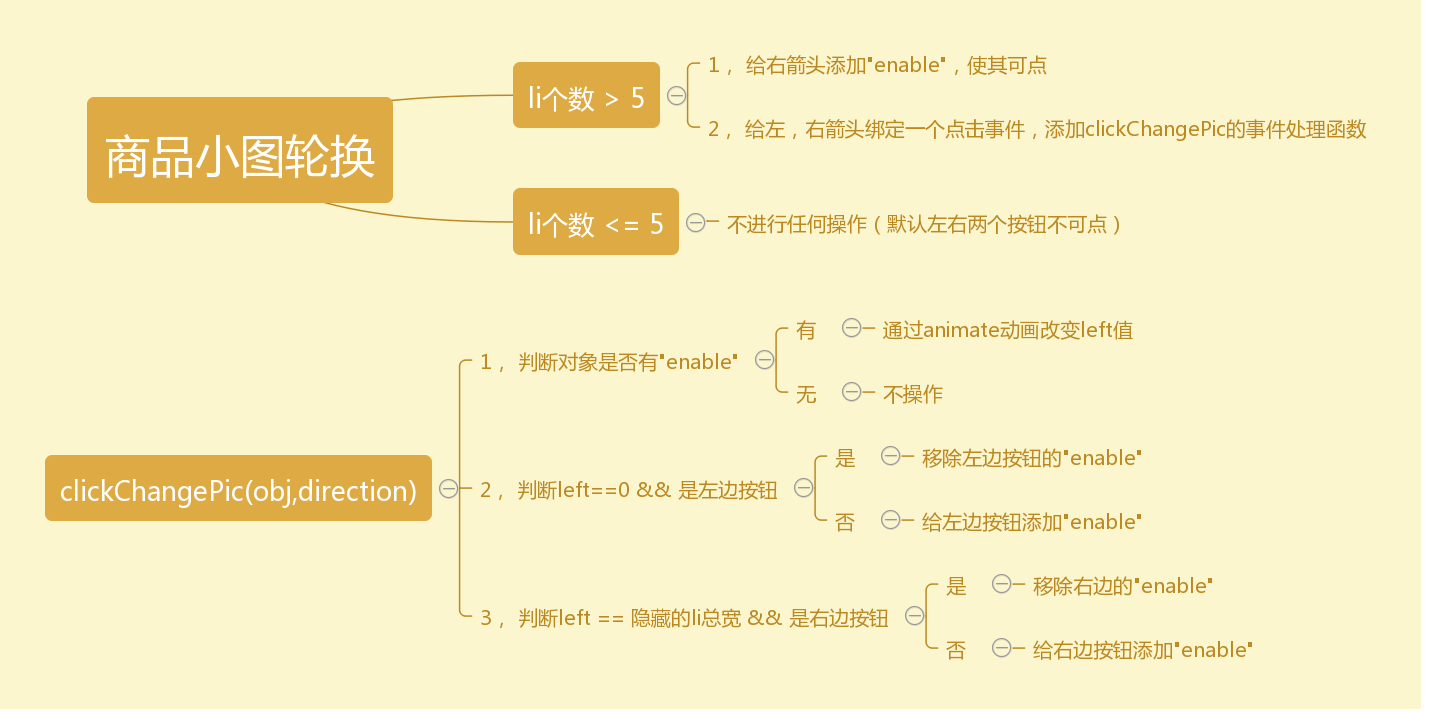 商品小图轮换
li个数 > 5
1， 给右箭头添加"enable"，使其可点
2， 给左，右箭头绑定一个点击事件，添加clickChangePic的事件处理函数
li个数 <= 5
不进行任何操作（默认左右两个按钮不可点）
clickChangePic(obj,direction)
1， 判断对象是否有"enable"
有
通过animate动画改变left值
无
不操作
2， 判断left==0 && 是左边按钮
是
移除左边按钮的"enable"
否
给左边按钮添加"enable"
3， 判断left == 隐藏的li总宽 && 是右边按钮
是
移除右边的"enable"
否
给右边按钮添加"enable"